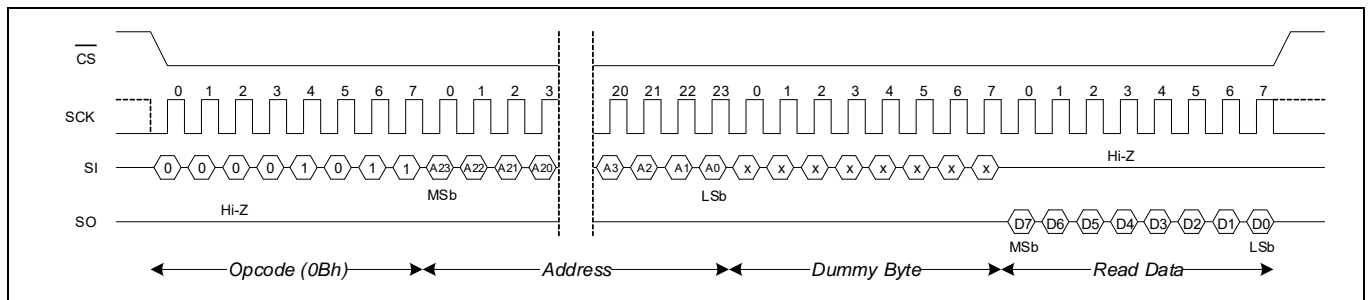 CS
0 1 2 3 4 5 6 7 0 1 2 3 20 21 22 23 0 1 2 3 4 5 6 7 0 1 2 3 4 5 6 7
SCK
Hi-Z
SI 0 0 0 0 1 0 1 1 A23 A22 A21 A20 A3 A2 A1 A0 x x x x x x x x
MSb LSb
Hi-Z
SO D7 D6 D5 D4 D3 D2 D1 D0
MSb LSb
Opcode (0Bh) Address Dummy Byte Read Data